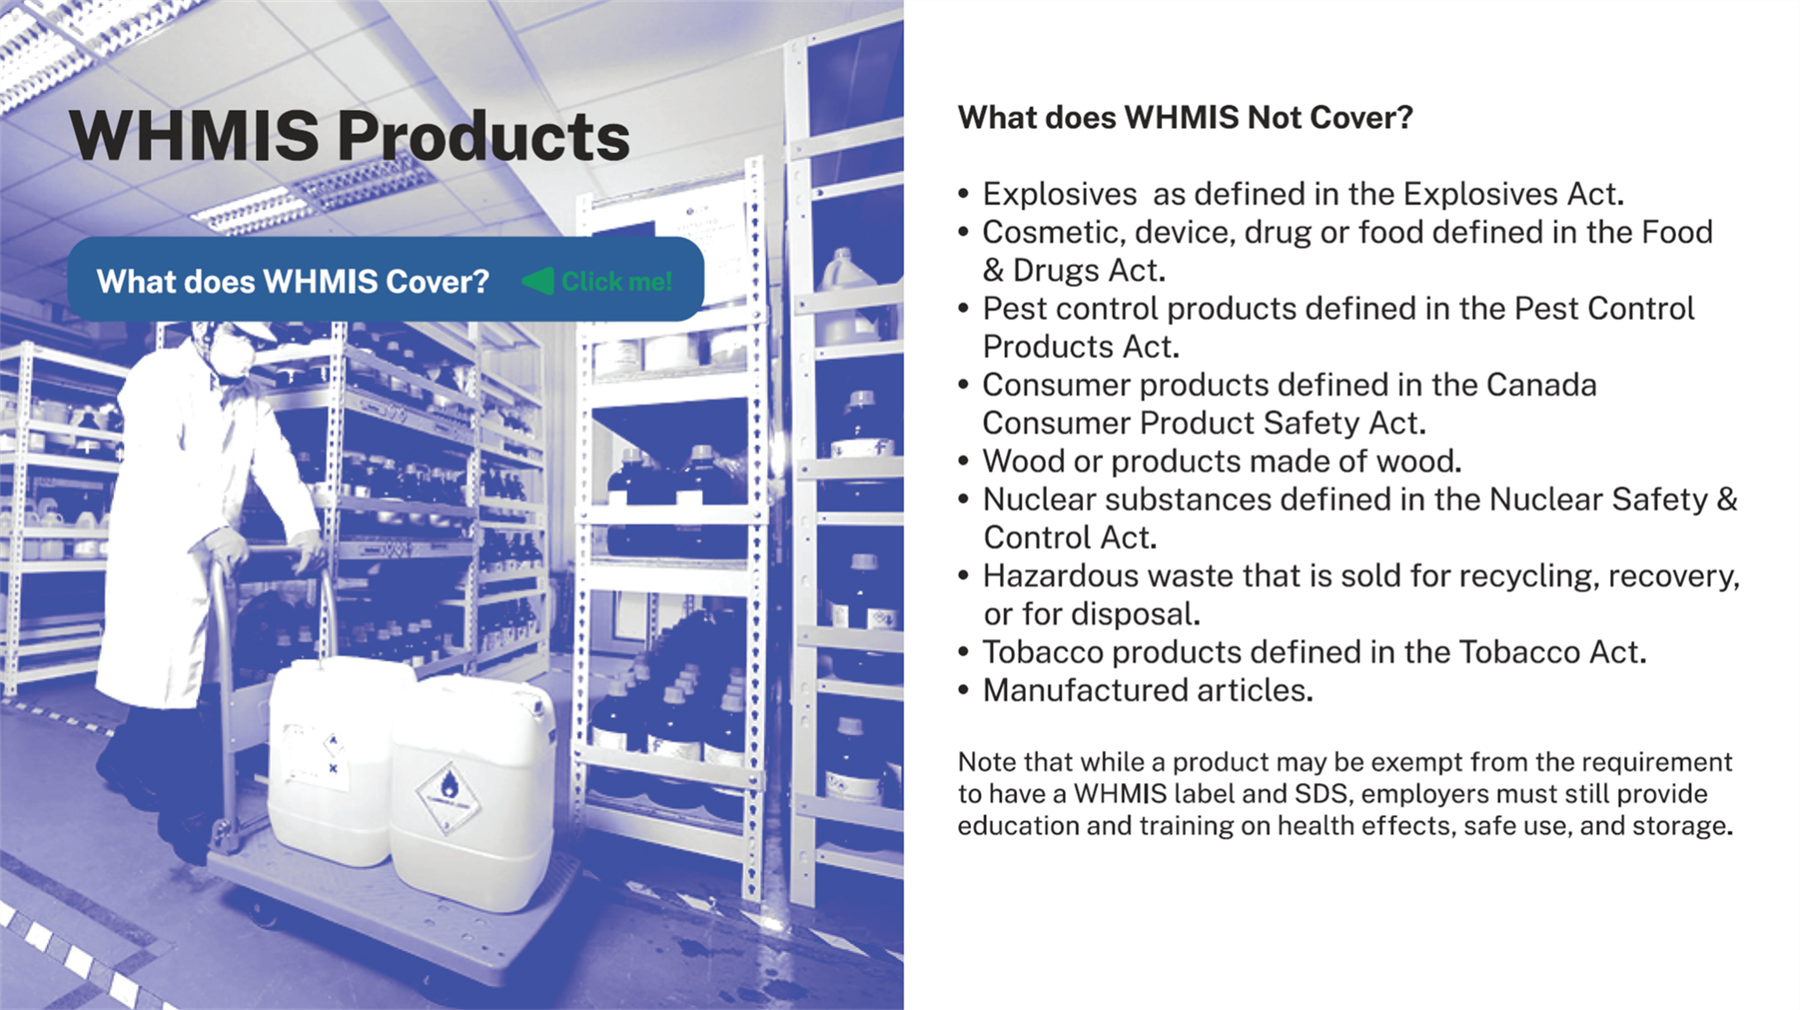 WHMIS Products
What does WHMIS Cover?
Click me!
What does WHMIS Not Cover?
• Explosives  as defined in the Explosives Act.
• Cosmetic, device, drug or food defined in the Food
& Drugs Act.
• Pest control products defined in the Pest Control
Products Act.
• Consumer products defined in the Canada
Consumer Product Safety Act.
• Wood or products made of wood.
• Nuclear substances defined in the Nuclear Safety &
Control Act.
• Hazardous waste that is sold for recycling, recovery,
or for disposal.
• Tobacco products defined in the Tobacco Act.
• Manufactured articles.
Note that while a product may be exempt from the requirement
to have a WHMIS label and SDS, employers must still provide
education and training on health effects, safe use, and storage.